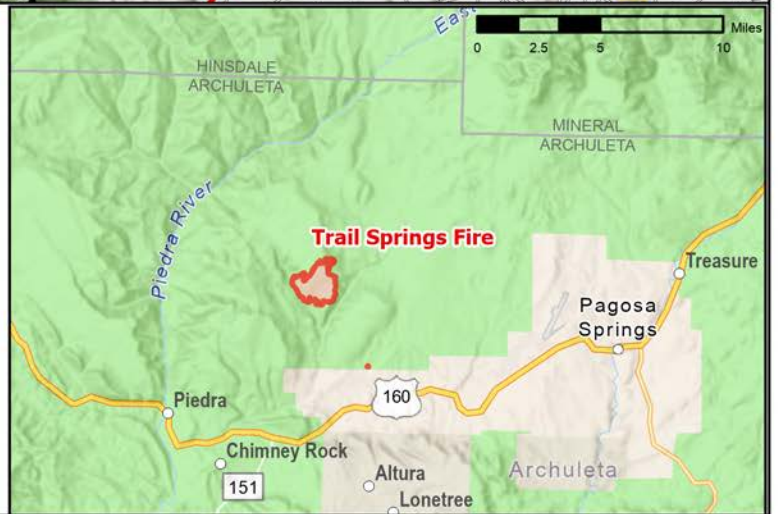 East
Miles
0 2.5 5 10
HINSDALE
ARCHULETA
MINERAL
ARCHULETA
Piedra River
Trail Springs Fire
Treasure
Pagosa
Springs
160
Piedra
Chimney Rock
151
Altura
Archuleta
Lonetree